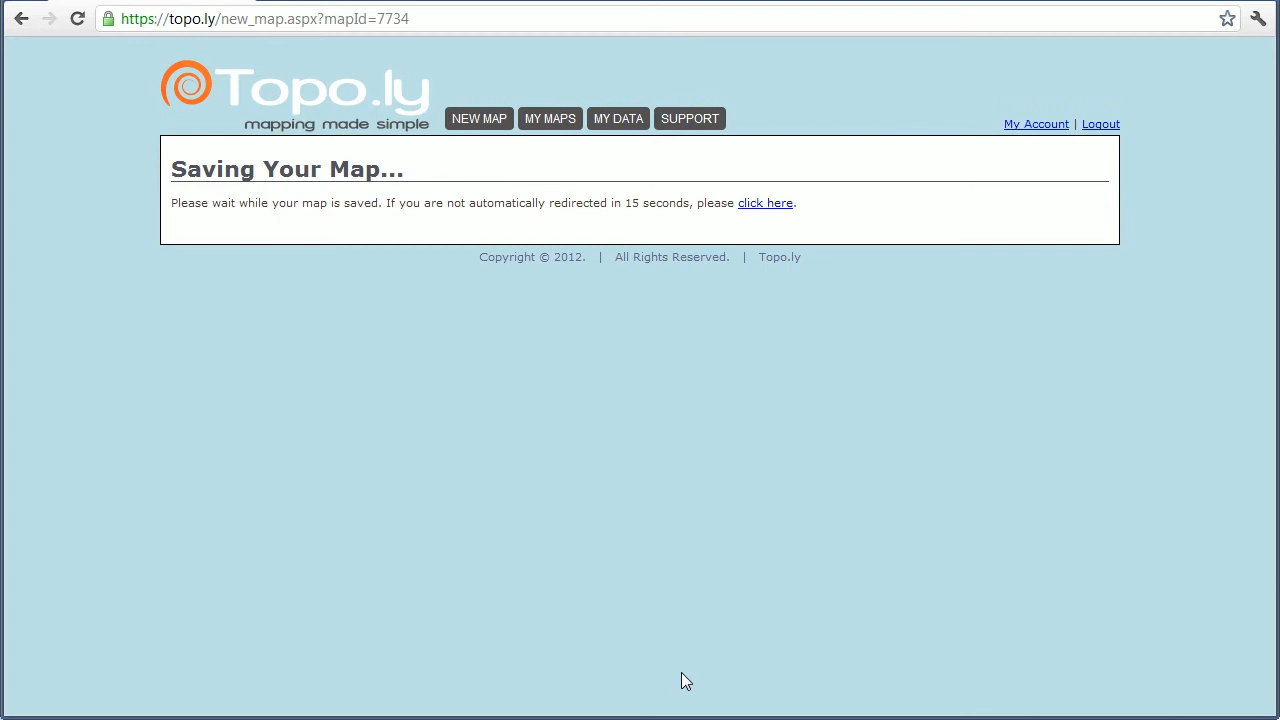 https://topo.ly/new_map.aspx?mapId=7734
Topo.ly
mapping made simple
NEW MAP MY MAPS MY DATA SUPPORT
My Account | Logout
Saving Your Map...
Please wait while your map is saved. If you are not automatically redirected in 15 seconds, please click here.
Copyright © 2012. | All Rights Reserved. | Topo.ly